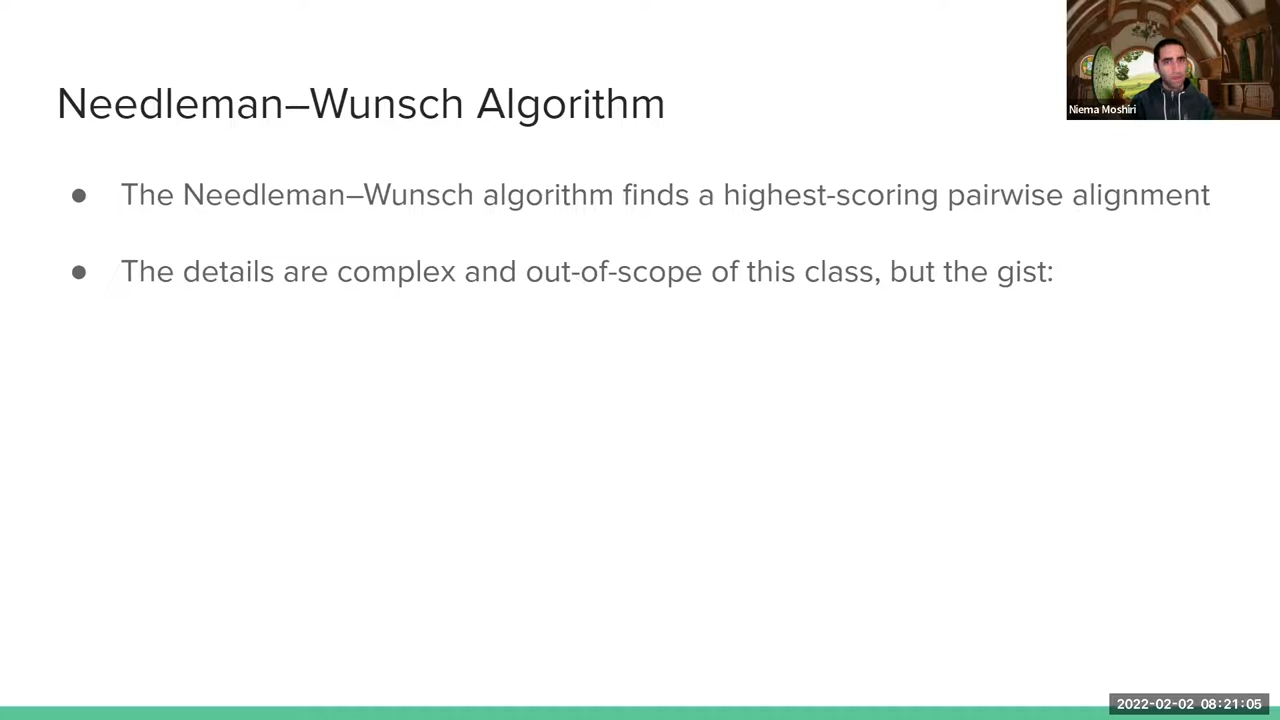 Needleman–Wunsch Algorithm
Niema Moshiri
● The Needleman–Wunsch algorithm finds a highest-scoring pairwise alignment
● The details are complex and out-of-scope of this class, but the gist:
2022-02-02 08:21:05